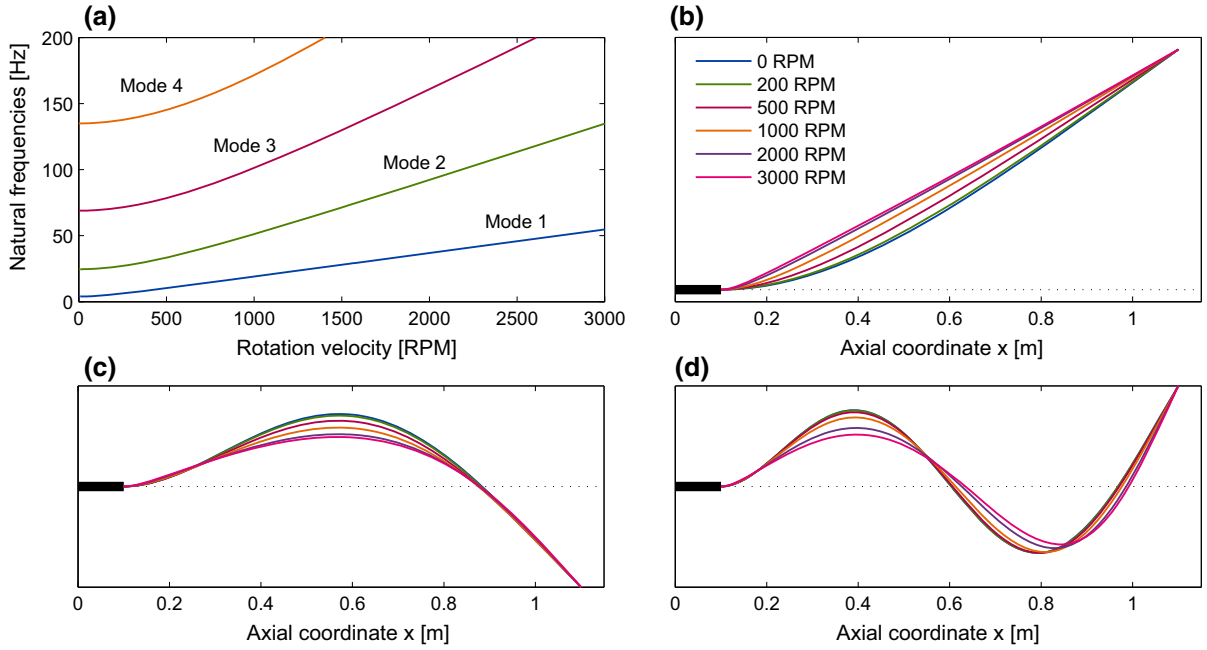 (a)
Natural frequencies [Hz]
200
150
100
50
0
Mode 4
Mode 3
Mode 2
Mode 1
0 500 1000 1500 2000 2500 3000
Rotation velocity [RPM]
(b)
0 RPM
200 RPM
500 RPM
1000 RPM
2000 RPM
3000 RPM
0 0.2 0.4 0.6 0.8 1
Axial coordinate x [m]
(c)
0 0.2 0.4 0.6 0.8 1
Axial coordinate x [m]
(d)
0 0.2 0.4 0.6 0.8 1
Axial coordinate x [m]